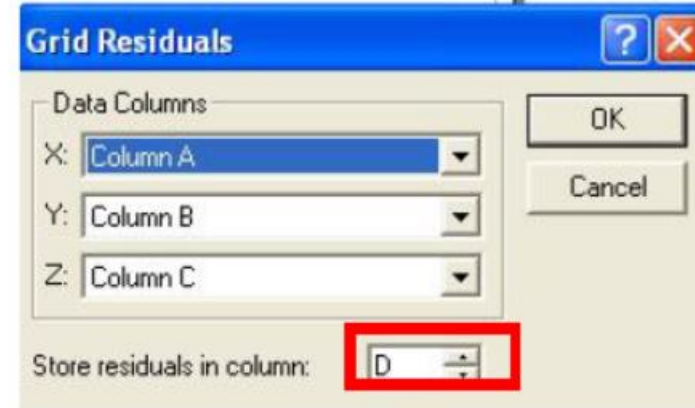 Grid Residuals
Data Columns
OK
X: Column A
Cancel
Y: Column B
Z: Column C
Store residuals in column: D